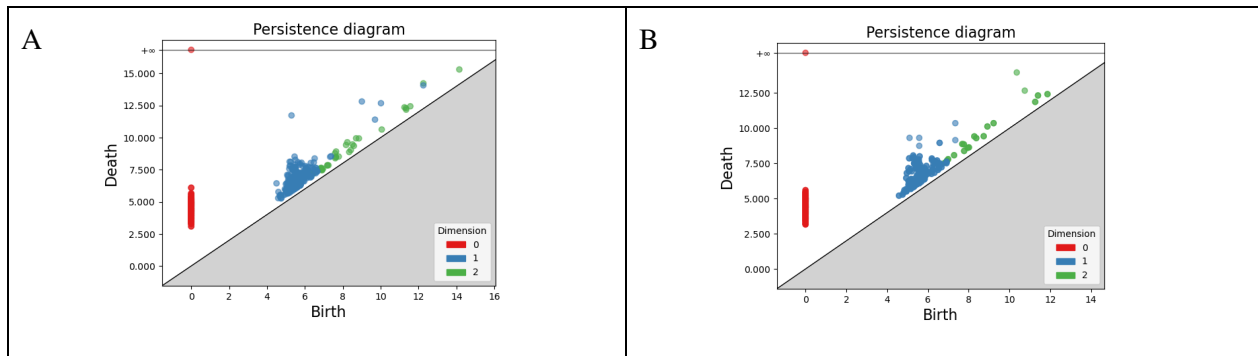 A
Persistence diagram
+∞
15.000
12.500
10.000
7.500
5.000
2.500
0.000
Death
0 2 4 6 8 10 12 14 16
Birth
Dimension
0
1
2
B
Persistence diagram
+∞
12.500
10.000
7.500
5.000
2.500
0.000
Death
0 2 4 6 8 10 12 14
Birth
Dimension
0
1
2